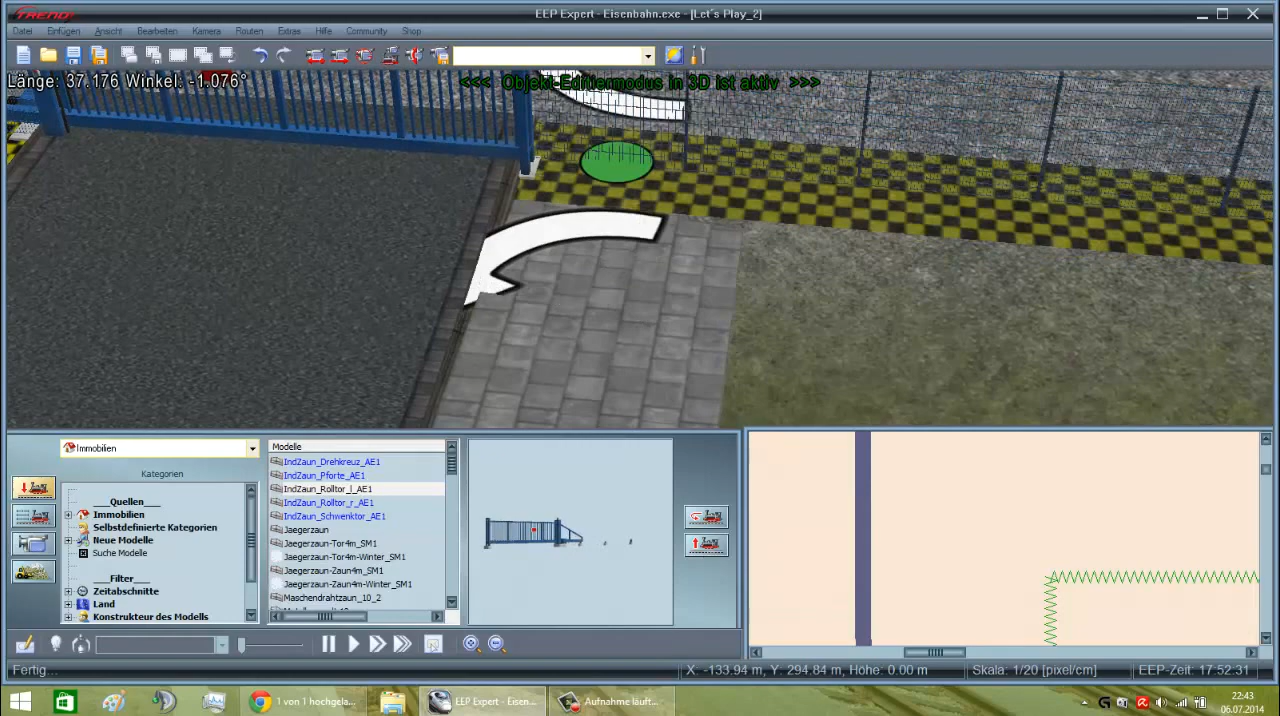 TREND
EEP Expert - Eisenbahn.exe - [Let´s Play_2]
Datei Einfügen Ansicht Bearbeiten Kamera Routen Extras Hilfe Community Shop
Länge: 37.176 Winkel: -1.076°
<<< Objekt-Editiermodus in 3D ist aktiv >>>
Immobilien
Kategorien
___Quellen___
Immobilien
Selbstdefinierte Kategorien
Neue Modelle
Suche Modelle
___Filter___
Zeitabschnitte
Land
Konstrukteur des Modells
Modelle
IndZaun_Drehkreuz_AE1
IndZaun_Pforte_AE1
IndZaun_Rolltor_l_AE1
IndZaun_Rolltor_r_AE1
IndZaun_Schwenktor_AE1
Jaegerzaun
Jaegerzaun-Tor4m_SM1
Jaegerzaun-Tor4m-Winter_SM1
Jaegerzaun-Zaun4m_SM1
Jaegerzaun-Zaun4m-Winter_SM1
Maschendrahtzaun_10_2
Fertig...
X: -133.94 m, Y: 294.84 m, Höhe: 0.00 m
Skala: 1/20 [pixel/cm]
EEP-Zeit: 17:52:31
1 von 1 hochgela...
EEP Expert - Eisen...
Aufnahme läuft...
22:43
06.07.2014